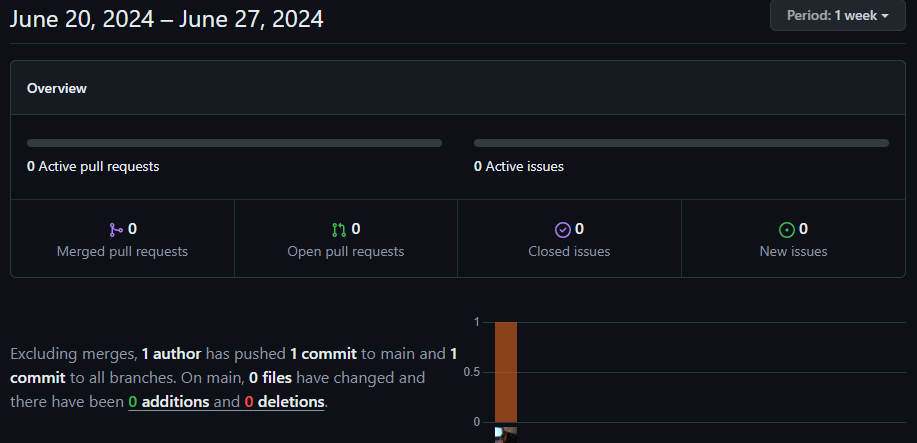 June 20, 2024 – June 27, 2024
Period: 1 week
Overview
0 Active pull requests
0 Active issues
0
Merged pull requests
0
Open pull requests
0
Closed issues
0
New issues
Excluding merges, 1 author has pushed 1 commit to main and 1
commit to all branches. On main, 0 files have changed and
there have been 0 additions and 0 deletions.
1
0.5
0